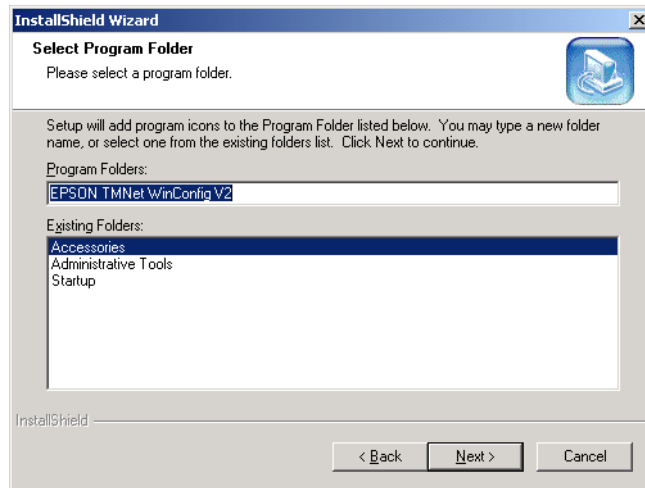 InstallShield Wizard
Select Program Folder
Please select a program folder.
Setup will add program icons to the Program Folder listed below. You may type a new folder
name, or select one from the existing folders list. Click Next to continue.
Program Folders:
EPSON TMNet WinConfig V2
Existing Folders:
Accessories
Administrative Tools
Startup
InstallShield
< Back
Next >
Cancel